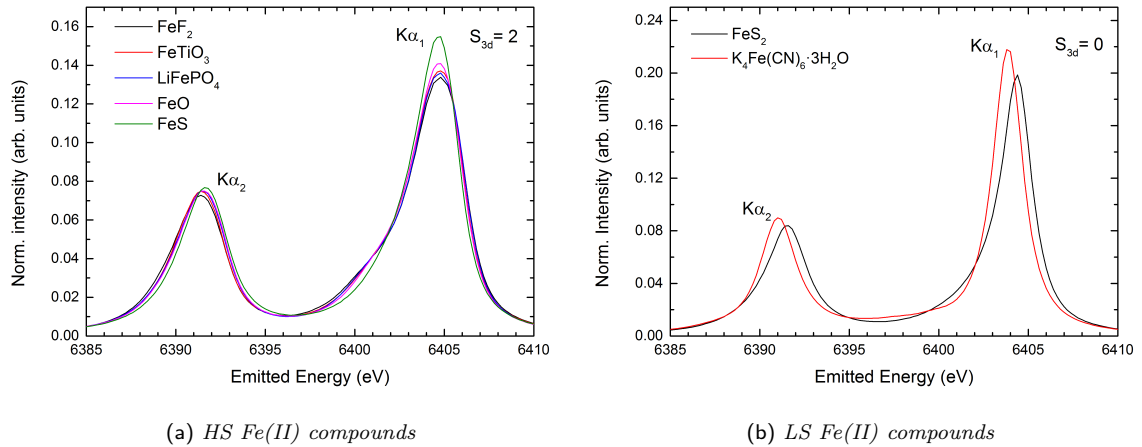 FeF₂
FeTiO₃
LiFePO₄
FeO
FeS
Kα₁
S₃d= 2
Kα₂
0.16
0.14
0.12
0.10
0.08
0.06
0.04
0.02
0.00
Norm. intensity (arb. units)
6385 6390 6395 6400 6405 6410
Emitted Energy (eV)
(a) HS Fe(II) compounds
FeS₂
K₄Fe(CN)₆·3H₂O
Kα₁
S₃d= 0
Kα₂
0.24
0.20
0.16
0.12
0.08
0.04
0.00
Norm. Intensity (arb. units)
6385 6390 6395 6400 6405 6410
Emitted Energy (eV)
(b) LS Fe(II) compounds